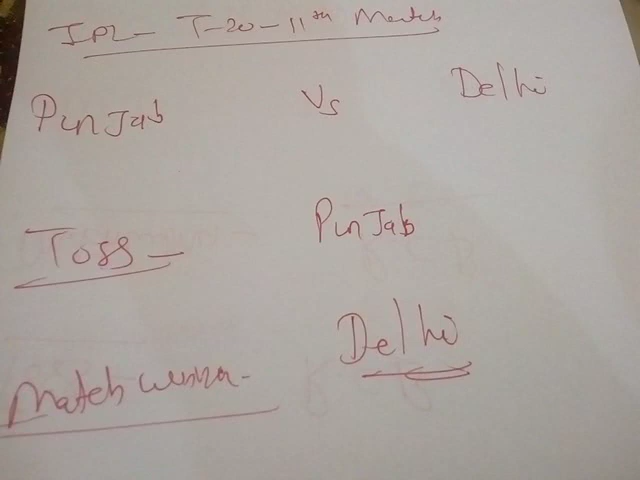 IPL - T-20 - 11th Match
Punjab Vs Delhi
Toss - Punjab
Match winner - Delhi